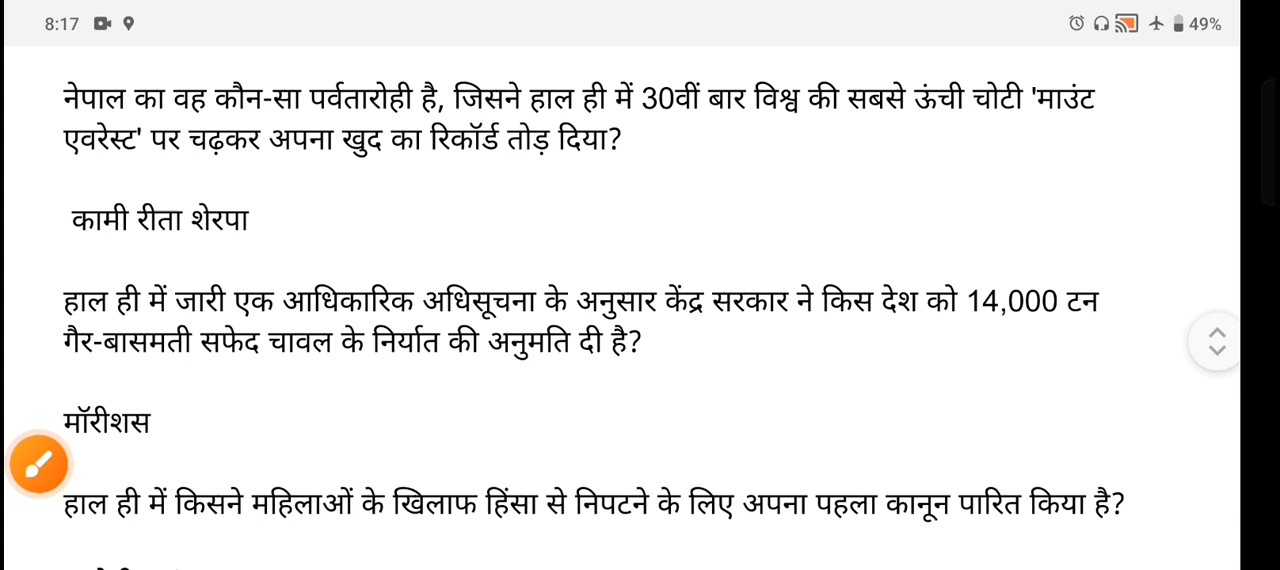 8:17 49%
नेपाल का वह कौन-सा पर्वतारोही है, जिसने हाल ही में 30वीं बार विश्व की सबसे ऊंची चोटी 'माउंट
एवरेस्ट' पर चढ़कर अपना खुद का रिकॉर्ड तोड़ दिया?
कामी रीता शेरपा
हाल ही में जारी एक आधिकारिक अधिसूचना के अनुसार केंद्र सरकार ने किस देश को 14,000 टन
गैर-बासमती सफेद चावल के निर्यात की अनुमति दी है?
मॉरीशस
हाल ही में किसने महिलाओं के खिलाफ हिंसा से निपटने के लिए अपना पहला कानून पारित किया है?